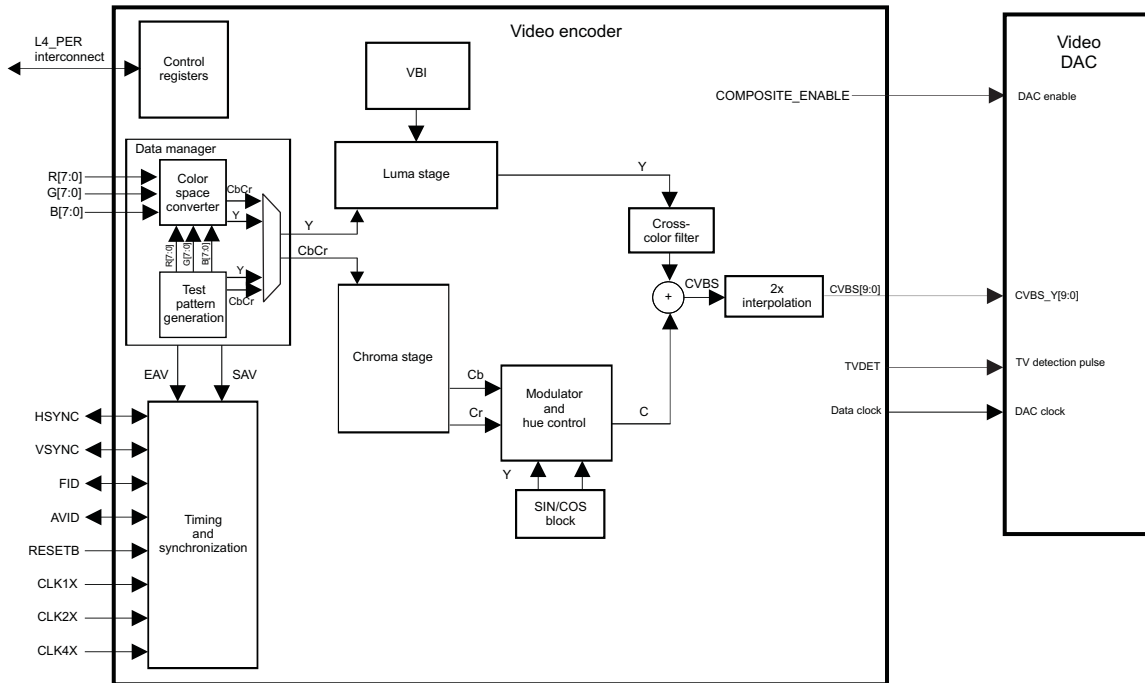 Video encoder
Video
DAC
L4_PER
interconnect
Control
registers
VBI
COMPOSITE_ENABLE
DAC enable
Data manager
R[7:0]
G[7:0]
B[7:0]
Color
space
converter
CbCr
Y
R[7:0]
G[7:0]
B[7:0]
Test
pattern
generation
Y
CbCr
Y
CbCr
Luma stage
Y
Cross-
color filter
+
CVBS
2x
interpolation
CVBS[9:0]
CVBS_Y[9:0]
Chroma stage
Cb
Cr
Modulator
and
hue control
C
Y
SIN/COS
block
TVDET
TV detection pulse
Data clock
DAC clock
EAV
SAV
HSYNC
VSYNC
FID
AVID
RESETB
CLK1X
CLK2X
CLK4X
Timing
and
synchronization